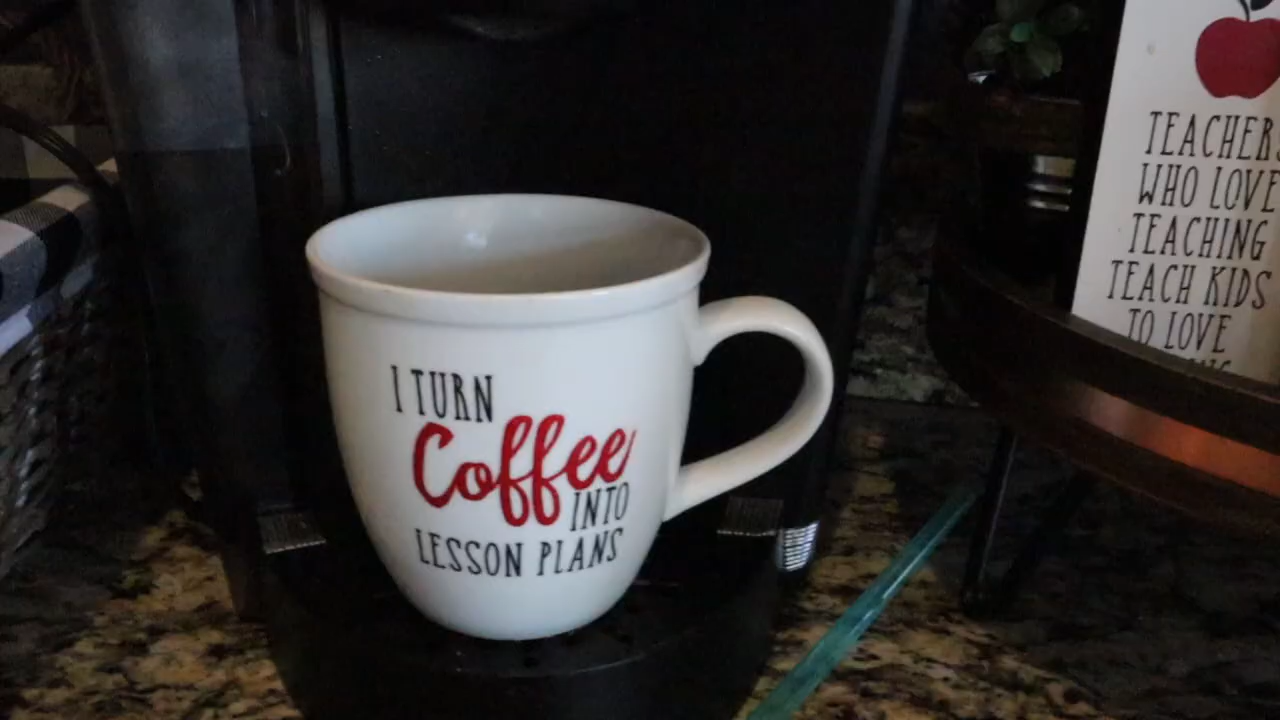 I TURN
Coffee
INTO
LESSON PLANS
TEACHERS
WHO LOVE
TEACHING
TEACH KIDS
TO LOVE